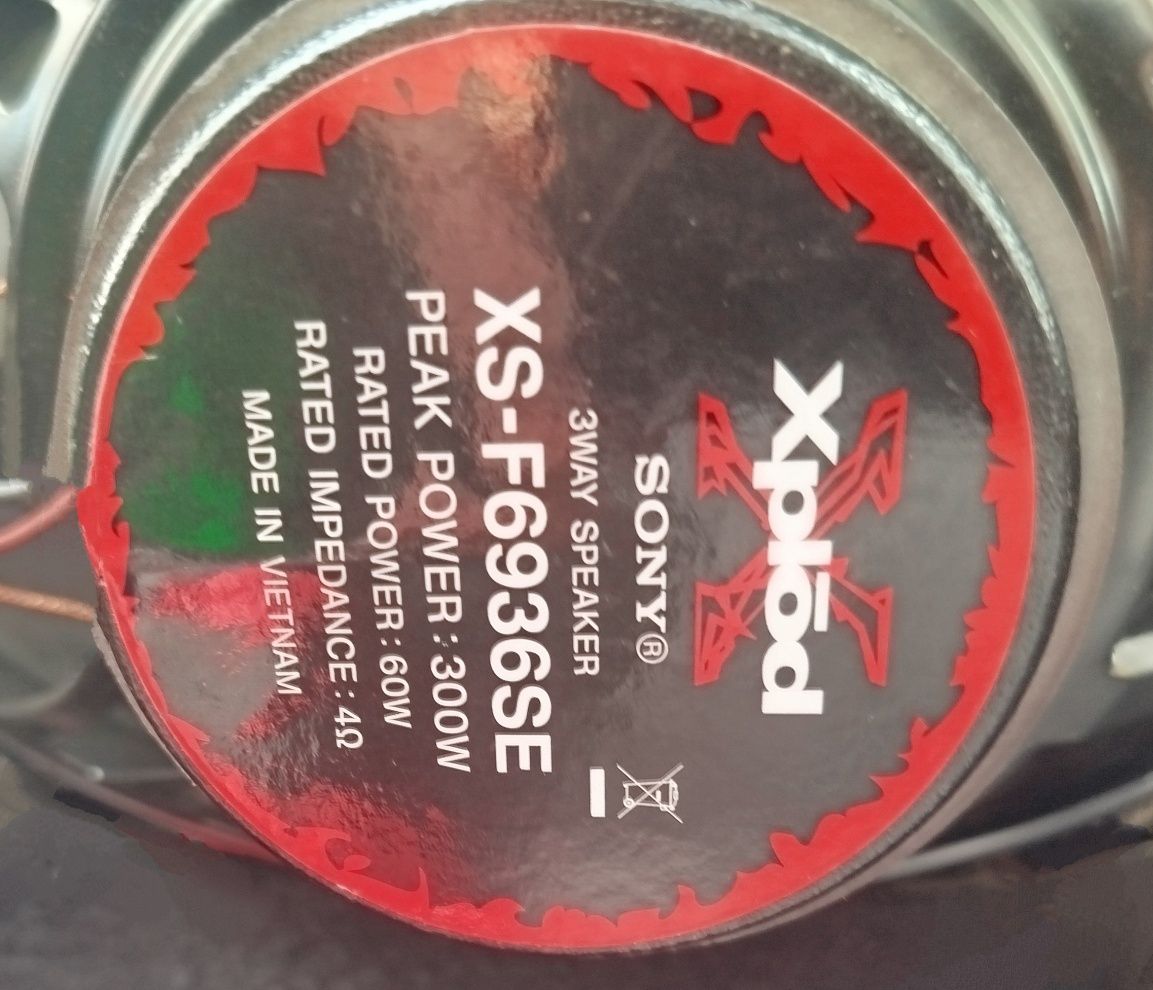 Xplōd
SONY®
3WAY SPEAKER
XS-F6936SE
PEAK POWER : 300W
RATED POWER : 60W
RATED IMPEDANCE : 4Ω
MADE IN VIETNAM